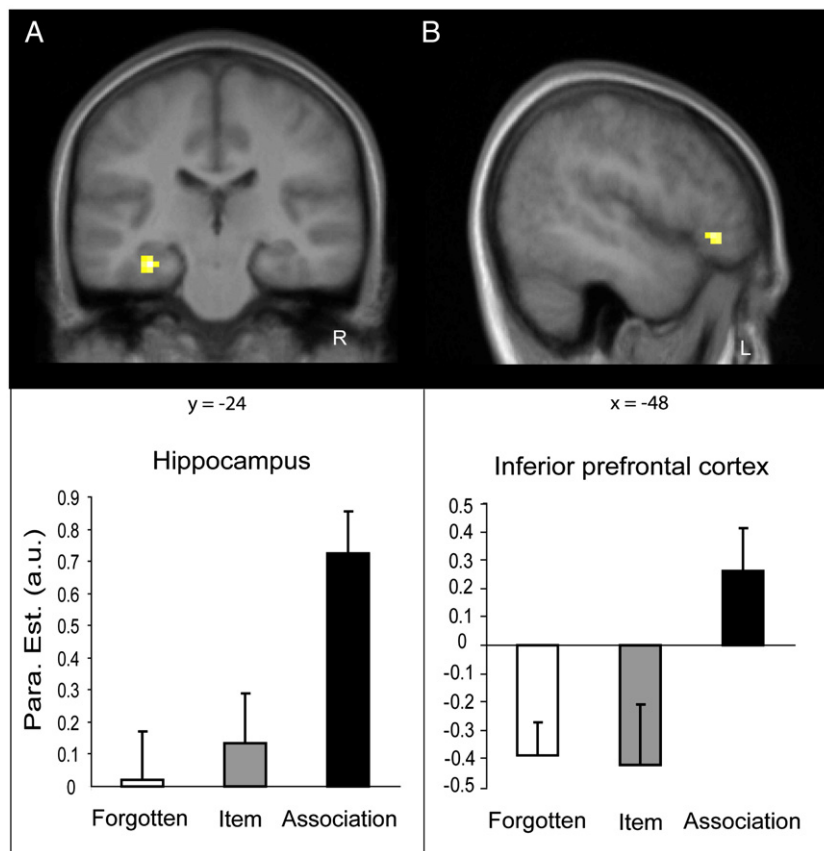 A
B
R
L
y = -24
x = -48
Hippocampus
Para. Est. (a.u.)
0.9
0.8
0.7
0.6
0.5
0.4
0.3
0.2
0.1
0
Forgotten Item Association
Inferior prefrontal cortex
0.5
0.4
0.3
0.2
0.1
0
-0.1
-0.2
-0.3
-0.4
-0.5
Forgotten Item Association